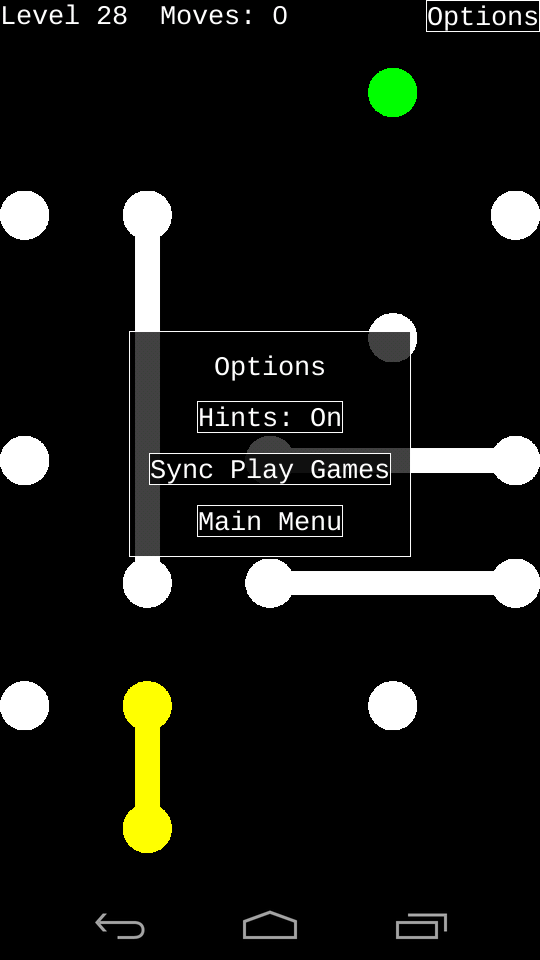 Level 28  Moves: 0
Options
Options
Hints: On
Sync Play Games
Main Menu